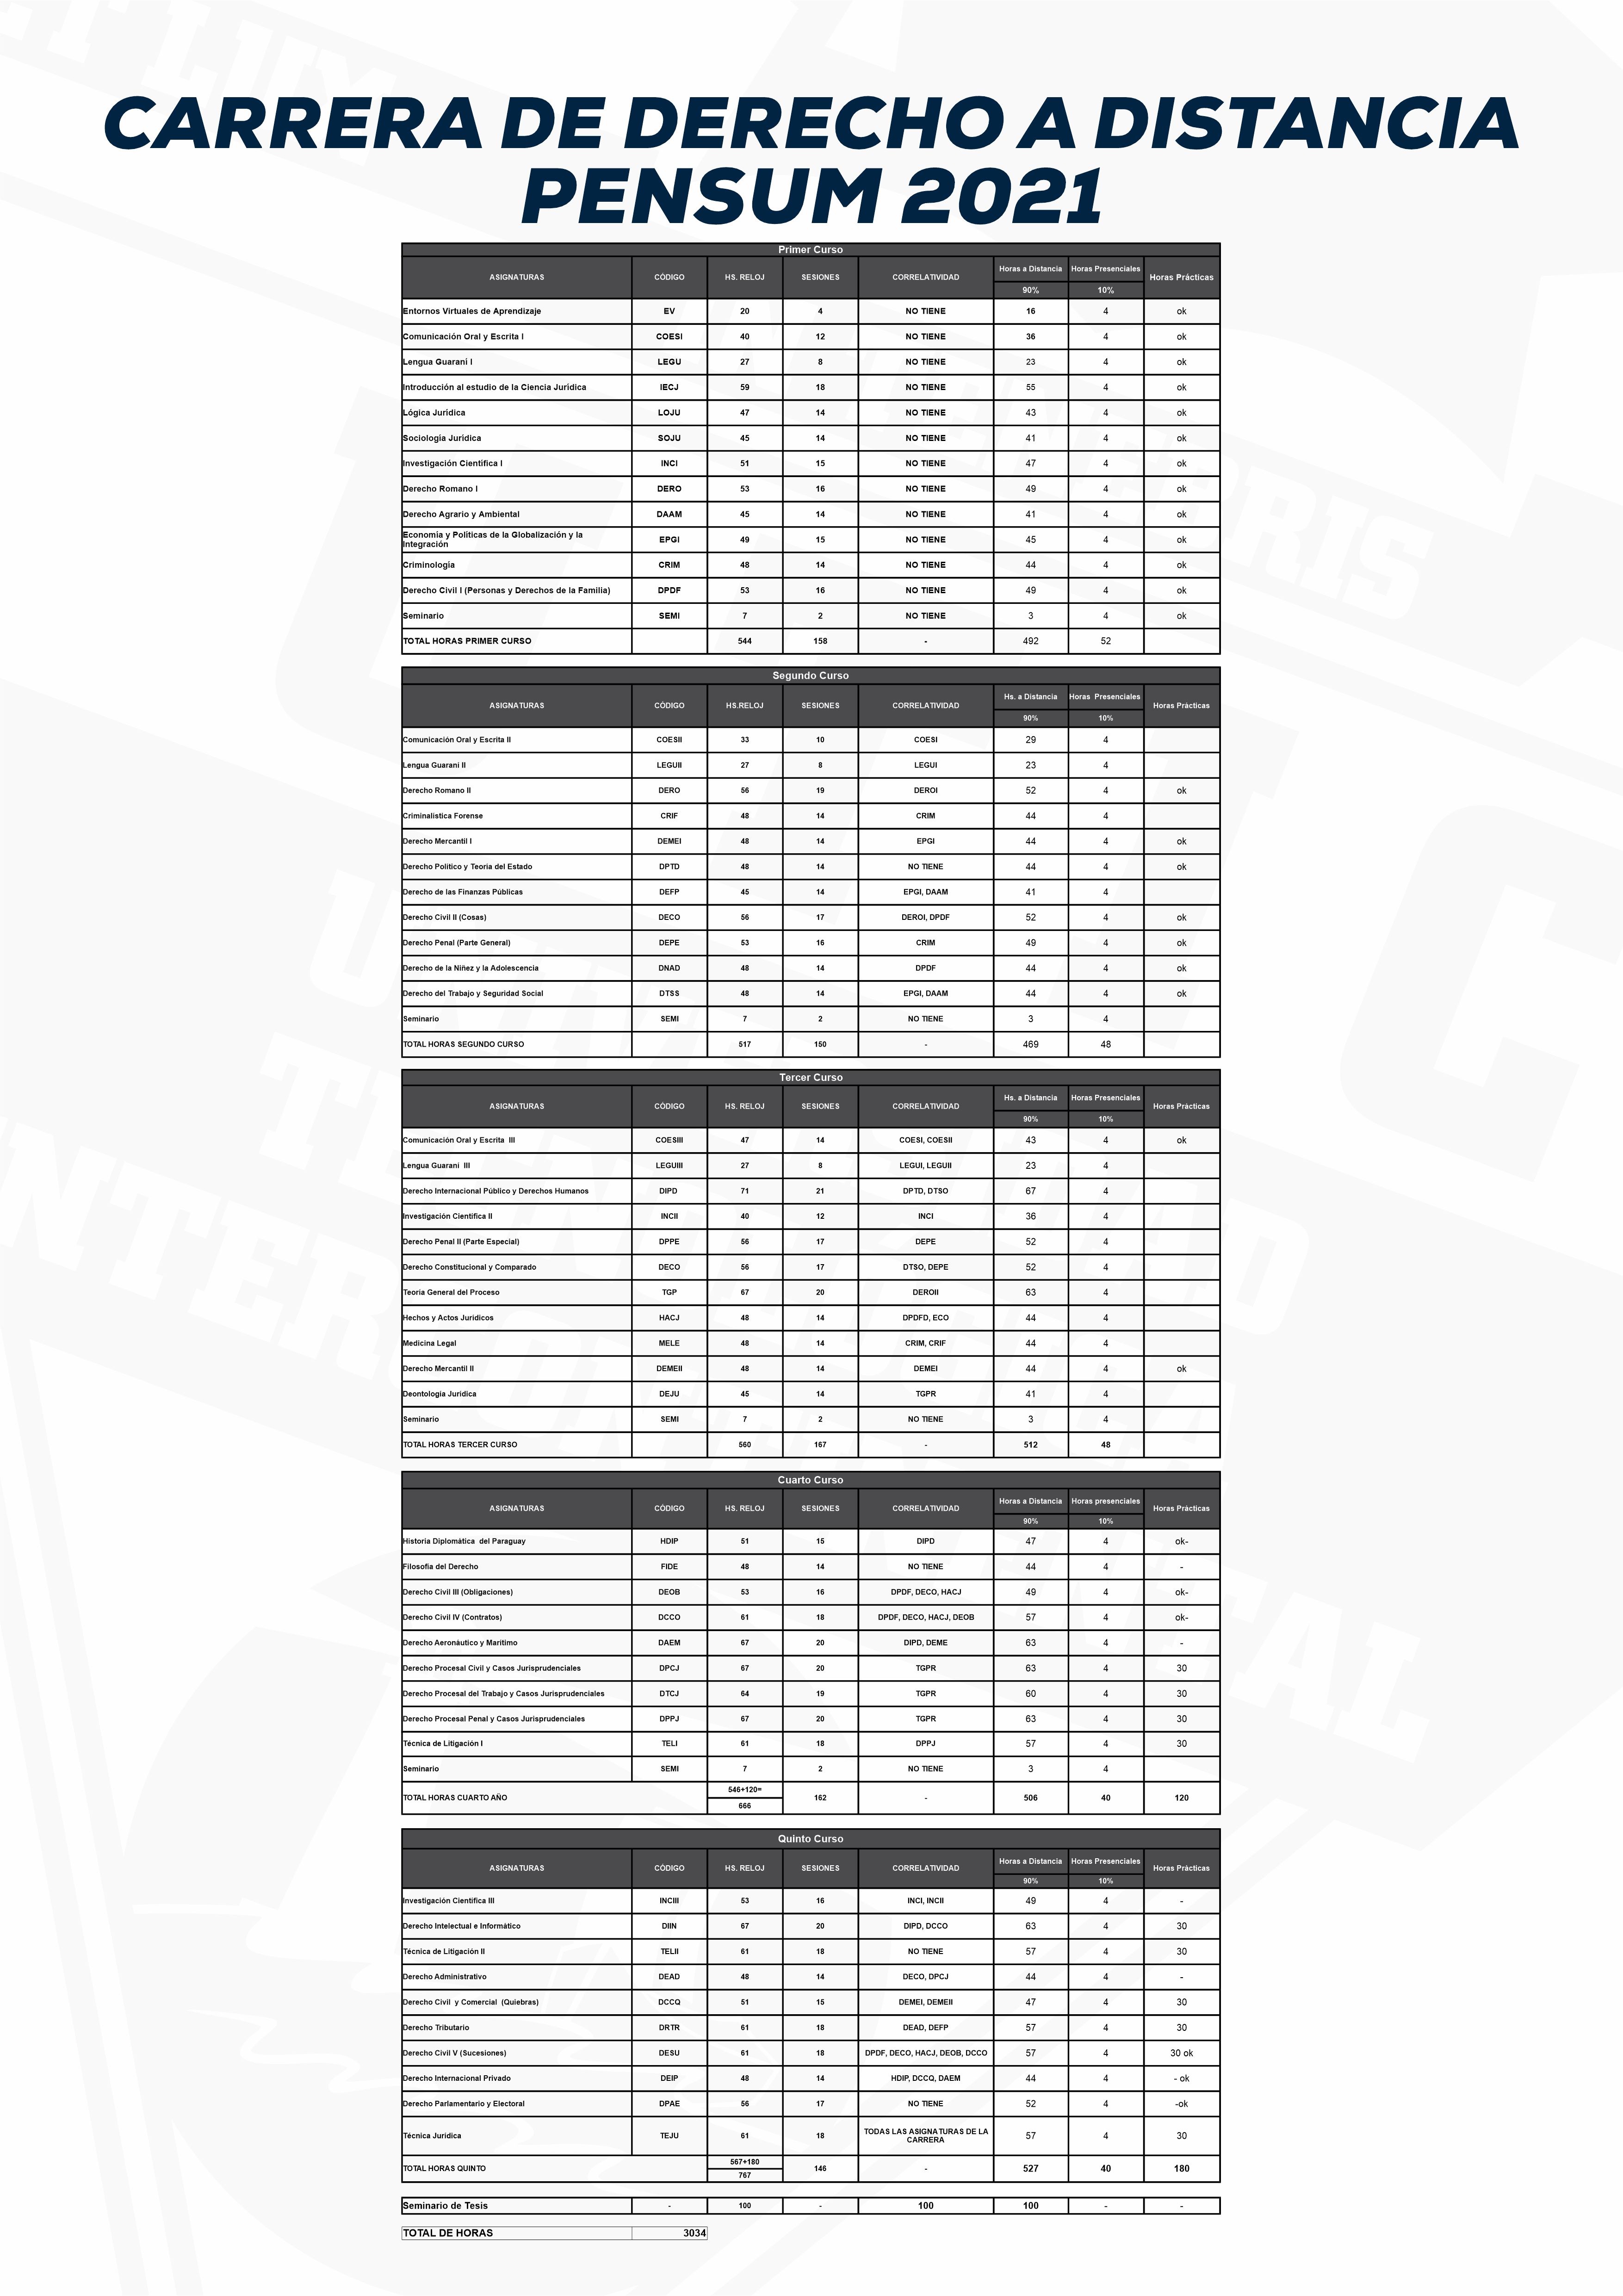 CARRERA DE DERECHO A DISTANCIA
PENSUM 2021
Primer Curso
ASIGNATURAS CÓDIGO HS. RELOJ SESIONES CORRELATIVIDAD Horas a Distancia Horas Presenciales Horas Prácticas
90% 10%
Entornos Virtuales de Aprendizaje EV 20 4 NO TIENE 16 4 ok
Comunicación Oral y Escrita I COESI 40 12 NO TIENE 36 4 ok
Lengua Guaraní I LEGU 27 8 NO TIENE 23 4 ok
Introducción al estudio de la Ciencia Jurídica IECJ 59 18 NO TIENE 55 4 ok
Lógica Jurídica LOJU 47 14 NO TIENE 43 4 ok
Sociología Jurídica SOJU 45 14 NO TIENE 41 4 ok
Investigación Científica I INCI 51 15 NO TIENE 47 4 ok
Derecho Romano I DERO 53 16 NO TIENE 49 4 ok
Derecho Agrario y Ambiental DAAM 45 14 NO TIENE 41 4 ok
Economía y Políticas de la Globalización y la
Integración EPGI 49 15 NO TIENE 45 4 ok
Criminología CRIM 48 14 NO TIENE 44 4 ok
Derecho Civil I (Personas y Derechos de la Familia) DPDF 53 16 NO TIENE 49 4 ok
Seminario SEMI 7 2 NO TIENE 3 4 ok
TOTAL HORAS PRIMER CURSO 544 158 - 492 52
Segundo Curso
ASIGNATURAS CÓDIGO HS.RELOJ SESIONES CORRELATIVIDAD Hs. a Distancia Horas Presenciales Horas Prácticas
90% 10%
Comunicación Oral y Escrita II COESII 33 10 COESI 29 4
Lengua Guaraní II LEGUII 27 8 LEGUI 23 4
Derecho Romano II DERO 56 19 DEROI 52 4 ok
Criminalística Forense CRIF 48 14 CRIM 44 4
Derecho Mercantil I DEMEI 48 14 EPGI 44 4 ok
Derecho Político y Teoría del Estado DPTD 48 14 NO TIENE 44 4 ok
Derecho de las Finanzas Públicas DEFP 45 14 EPGI, DAAM 41 4
Derecho Civil II (Cosas) DECO 56 17 DEROI, DPDF 52 4 ok
Derecho Penal (Parte General) DEPE 53 16 CRIM 49 4 ok
Derecho de la Niñez y la Adolescencia DNAD 48 14 DPDF 44 4 ok
Derecho del Trabajo y Seguridad Social DTSS 48 14 EPGI, DAAM 44 4 ok
Seminario SEMI 7 2 NO TIENE 3 4
TOTAL HORAS SEGUNDO CURSO 517 150 - 469 48
Tercer Curso
ASIGNATURAS CÓDIGO HS. RELOJ SESIONES CORRELATIVIDAD Hs. a Distancia Horas Presenciales Horas Prácticas
90% 10%
Comunicación Oral y Escrita III COESIII 47 14 COESI, COESII 43 4 ok
Lengua Guaraní III LEGUIII 27 8 LEGUI, LEGUII 23 4
Derecho Internacional Público y Derechos Humanos DIPD 71 21 DPTD, DTSO 67 4
Investigación Científica II INCII 40 12 INCI 36 4
Derecho Penal II (Parte Especial) DPPE 56 17 DEPE 52 4
Derecho Constitucional y Comparado DECO 56 17 DTSO, DEPE 52 4
Teoría General del Proceso TGP 67 20 DEROII 63 4
Hechos y Actos Jurídicos HACJ 48 14 DPDFD, ECO 44 4
Medicina Legal MELE 48 14 CRIM, CRIF 44 4
Derecho Mercantil II DEMEII 48 14 DEMEI 44 4 ok
Deontología Jurídica DEJU 45 14 TGPR 41 4
Seminario SEMI 7 2 NO TIENE 3 4
TOTAL HORAS TERCER CURSO 560 167 - 512 48
Cuarto Curso
ASIGNATURAS CÓDIGO HS. RELOJ SESIONES CORRELATIVIDAD Horas a Distancia Horas presenciales Horas Prácticas
90% 10%
Historia Diplomática del Paraguay HDIP 51 15 DIPD 47 4 ok-
Filosofía del Derecho FIDE 48 14 NO TIENE 44 4 -
Derecho Civil III (Obligaciones) DEOB 53 16 DPDF, DECO, HACJ 49 4 ok-
Derecho Civil IV (Contratos) DCCO 61 18 DPDF, DECO, HACJ, DEOB 57 4 ok-
Derecho Aeronáutico y Marítimo DAEM 67 20 DIPD, DEME 63 4 -
Derecho Procesal Civil y Casos Jurisprudenciales DPCJ 67 20 TGPR 63 4 30
Derecho Procesal del Trabajo y Casos Jurisprudenciales DTCJ 64 19 TGPR 60 4 30
Derecho Procesal Penal y Casos Jurisprudenciales DPPJ 67 20 TGPR 63 4 30
Técnica de Litigación I TELI 61 18 DPPJ 57 4 30
Seminario SEMI 7 2 NO TIENE 3 4
TOTAL HORAS CUARTO AÑO 546+120= 162 - 506 40 120
666
Quinto Curso
ASIGNATURAS CÓDIGO HS. RELOJ SESIONES CORRELATIVIDAD Horas a Distancia Horas Presenciales Horas Prácticas
90% 10%
Investigación Científica III INCIII 53 16 INCI, INCII 49 4 -
Derecho Intelectual e Informático DIIN 67 20 DIPD, DCCO 63 4 30
Técnica de Litigación II TELII 61 18 NO TIENE 57 4 30
Derecho Administrativo DEAD 48 14 DECO, DPCJ 44 4 -
Derecho Civil y Comercial (Quiebras) DCCQ 51 15 DEMEI, DEMEII 47 4 30
Derecho Tributario DRTR 61 18 DEAD, DEFP 57 4 30
Derecho Civil V (Sucesiones) DESU 61 18 DPDF, DECO, HACJ, DEOB, DCCO 57 4 30 ok
Derecho Internacional Privado DEIP 48 14 HDIP, DCCQ, DAEM 44 4 - ok
Derecho Parlamentario y Electoral DPAE 56 17 NO TIENE 52 4 -ok
Técnica Jurídica TEJU 61 18 TODAS LAS ASIGNATURAS DE LA
CARRERA 57 4 30
TOTAL HORAS QUINTO 567+180 146 - 527 40 180
767
Seminario de Tesis - 100 - 100 100 - -
TOTAL DE HORAS 3034